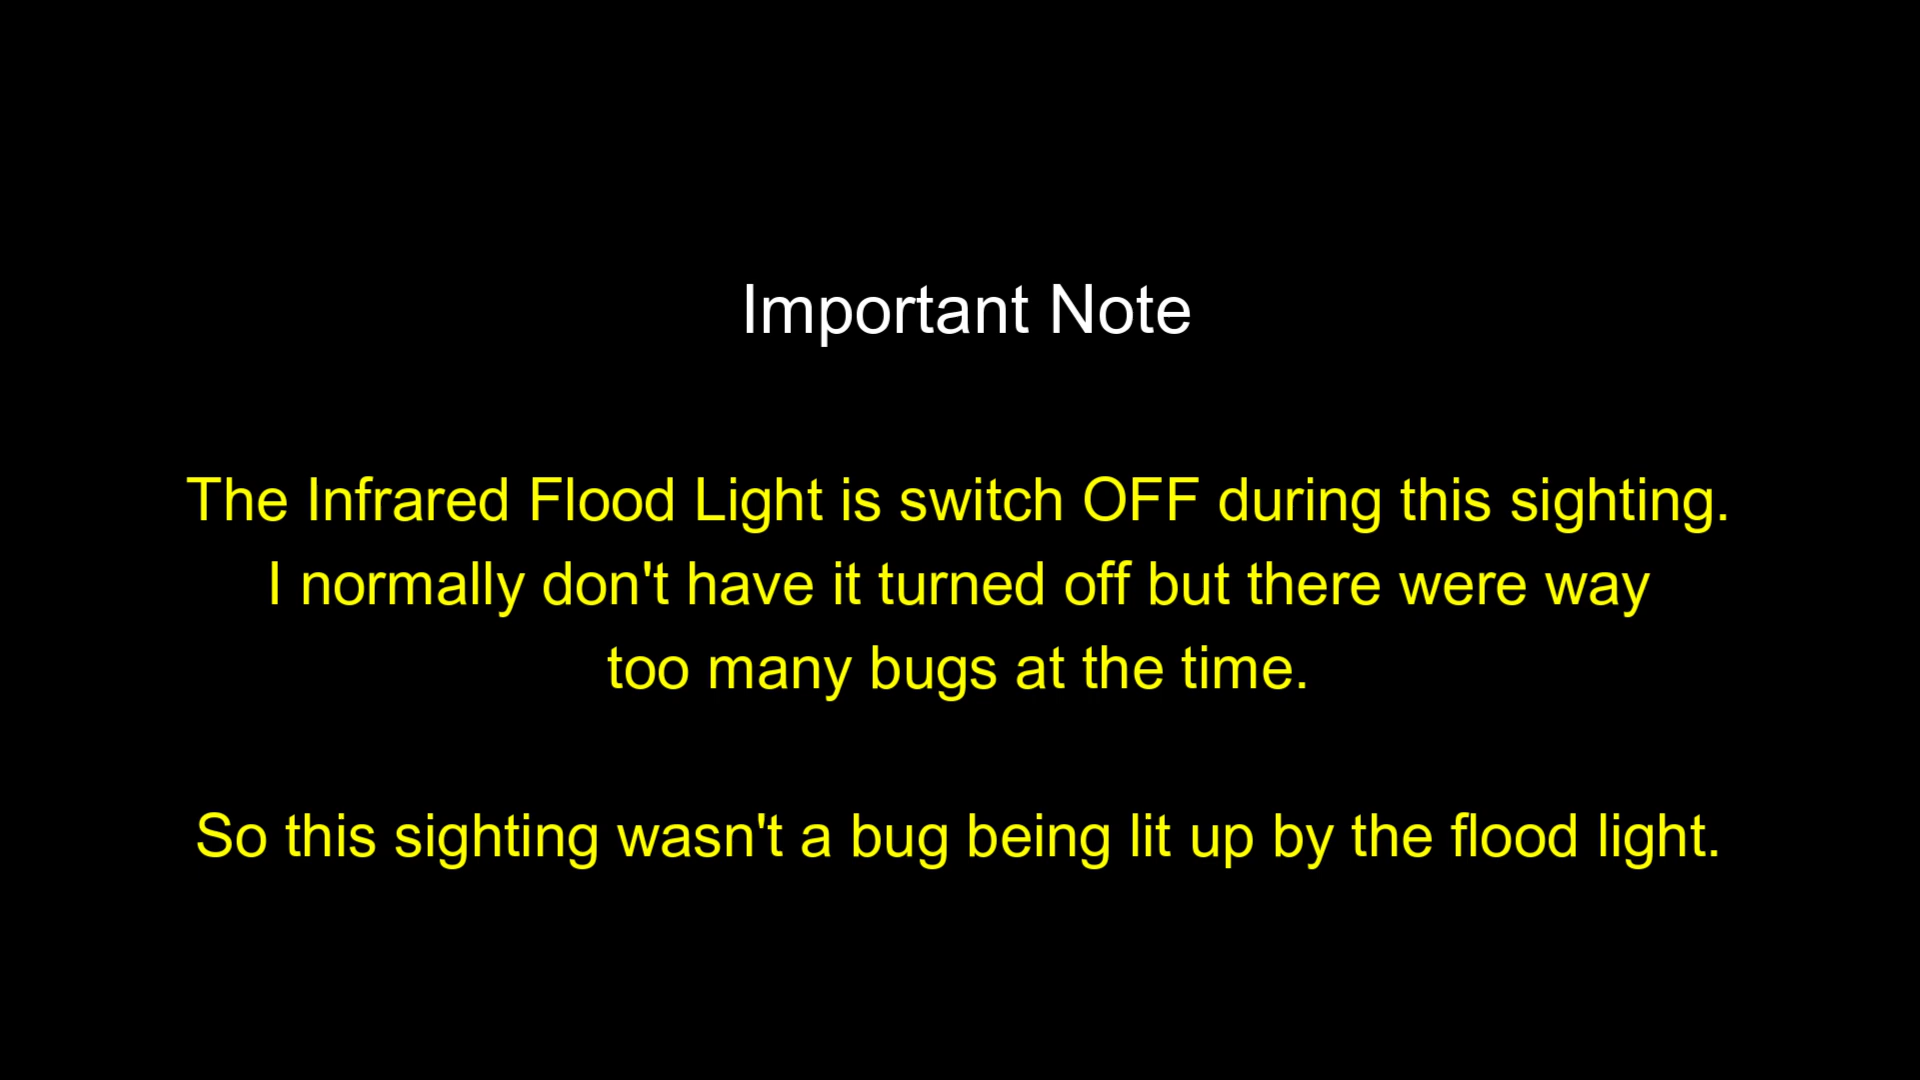 Important Note
The Infrared Flood Light is switch OFF during this sighting.
I normally don't have it turned off but there were way
too many bugs at the time.
So this sighting wasn't a bug being lit up by the flood light.